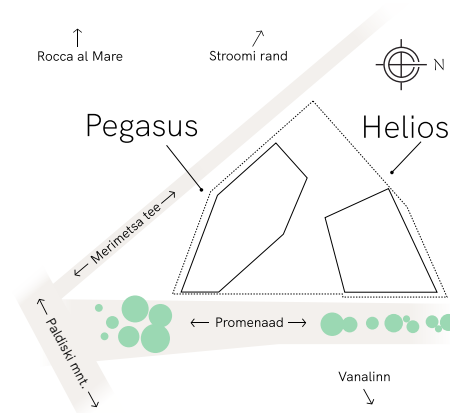 Rocca al Mare
Stroomi rand
N
Pegasus
Helios
Merimetsa tee
Promenaad
Paldiski mnt.
Vanalinn